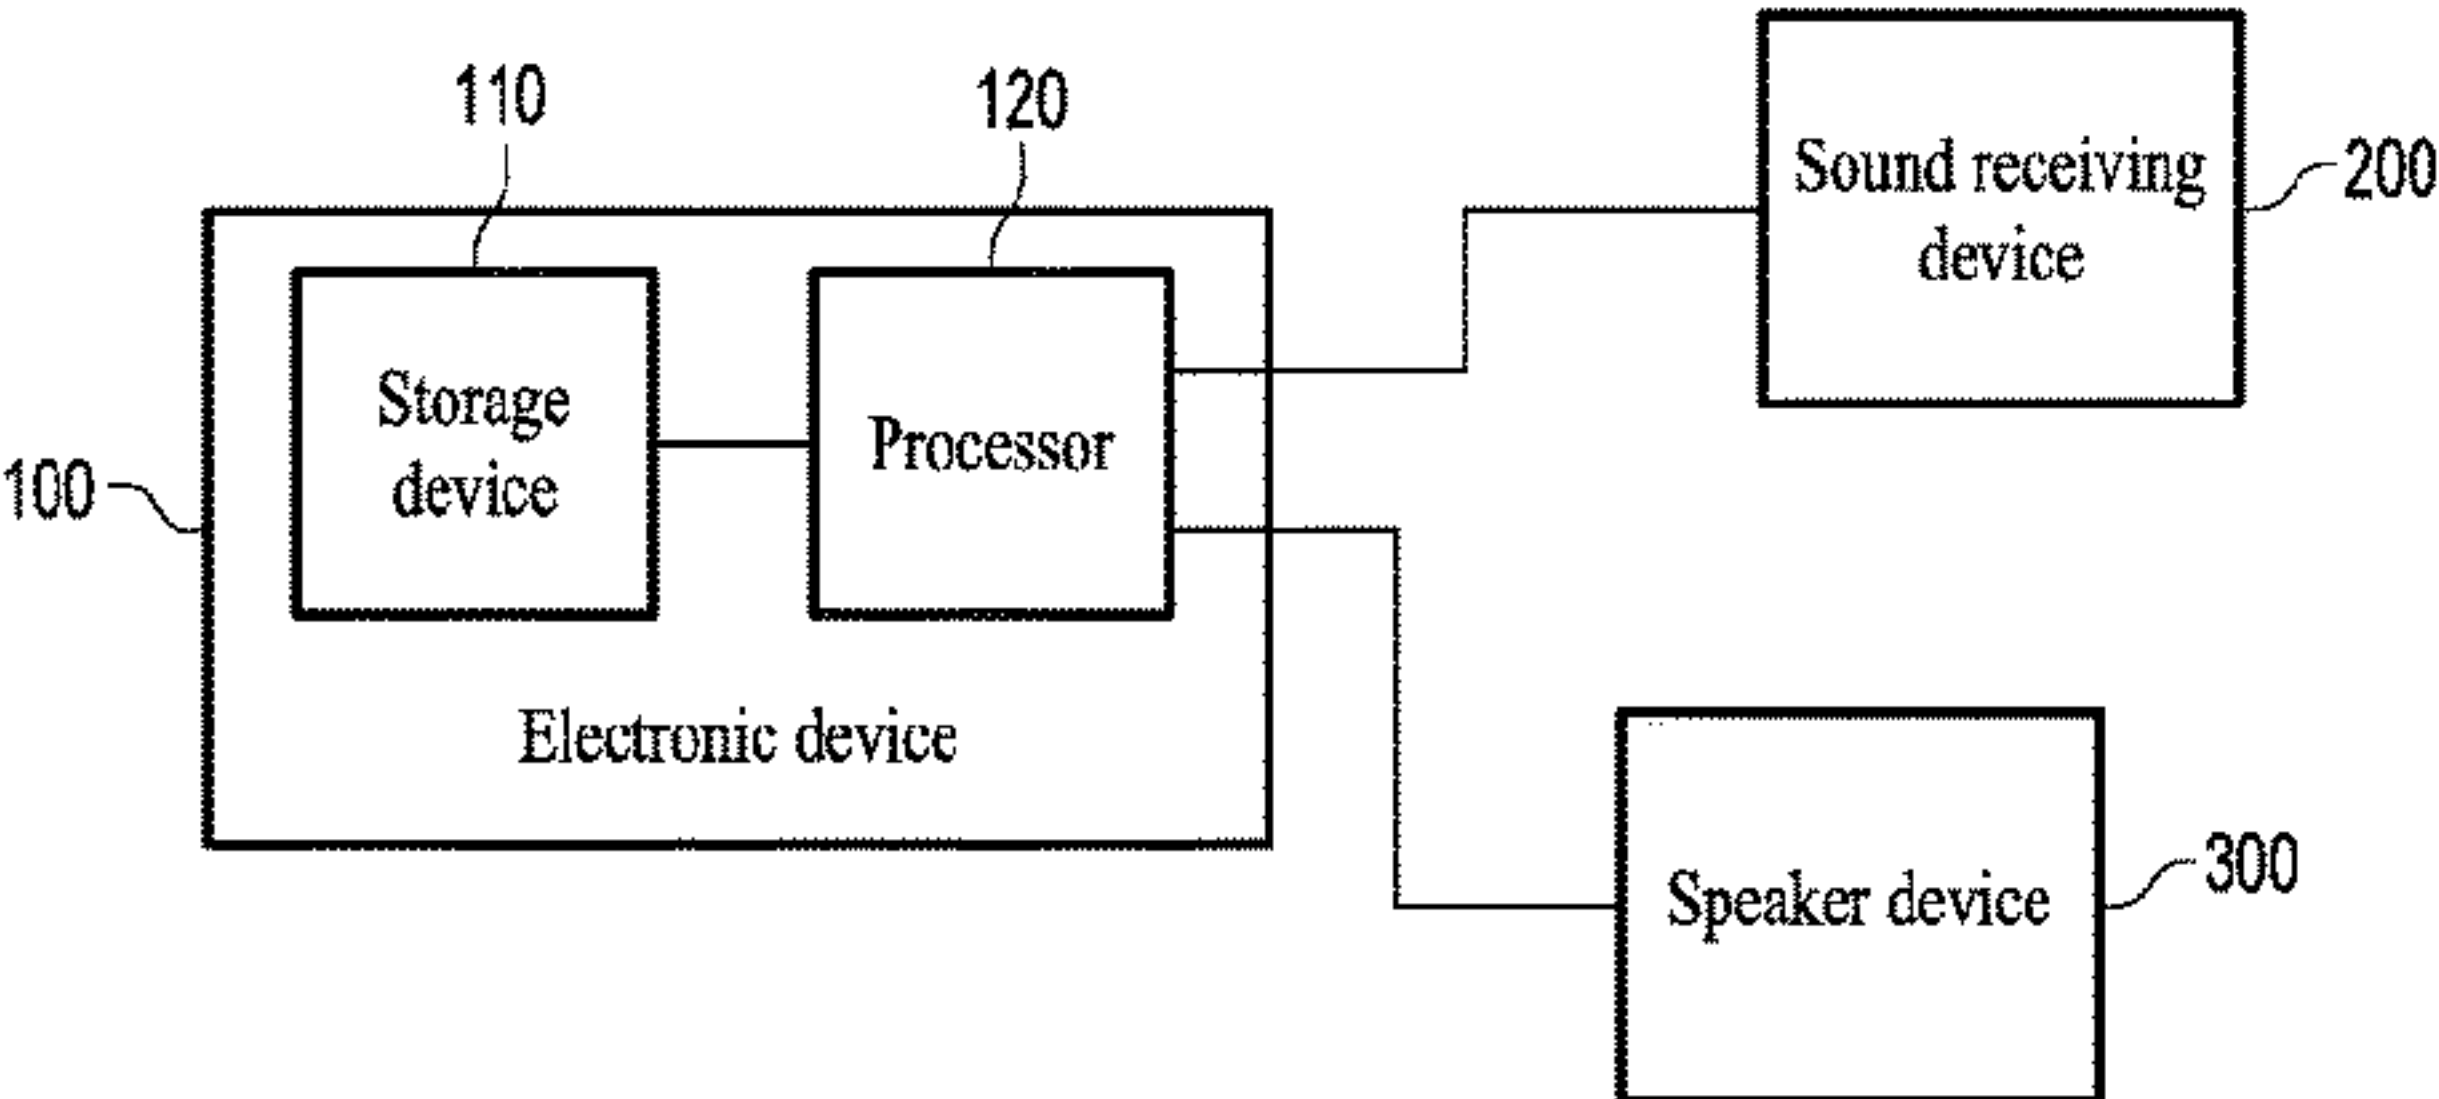 110
120
Sound receiving
device
200
Storage
device
Processor
100
Electronic device
Speaker device
300